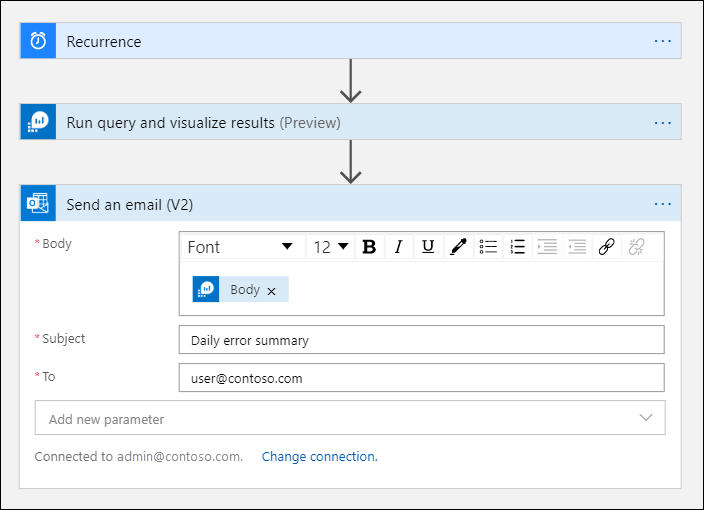 Recurrence ...
Run query and visualize results (Preview) ...
Send an email (V2) ...
* Body
Font 12 B I U
Body ×
* Subject Daily error summary
* To user@contoso.com
Add new parameter
Connected to admin@contoso.com. Change connection.